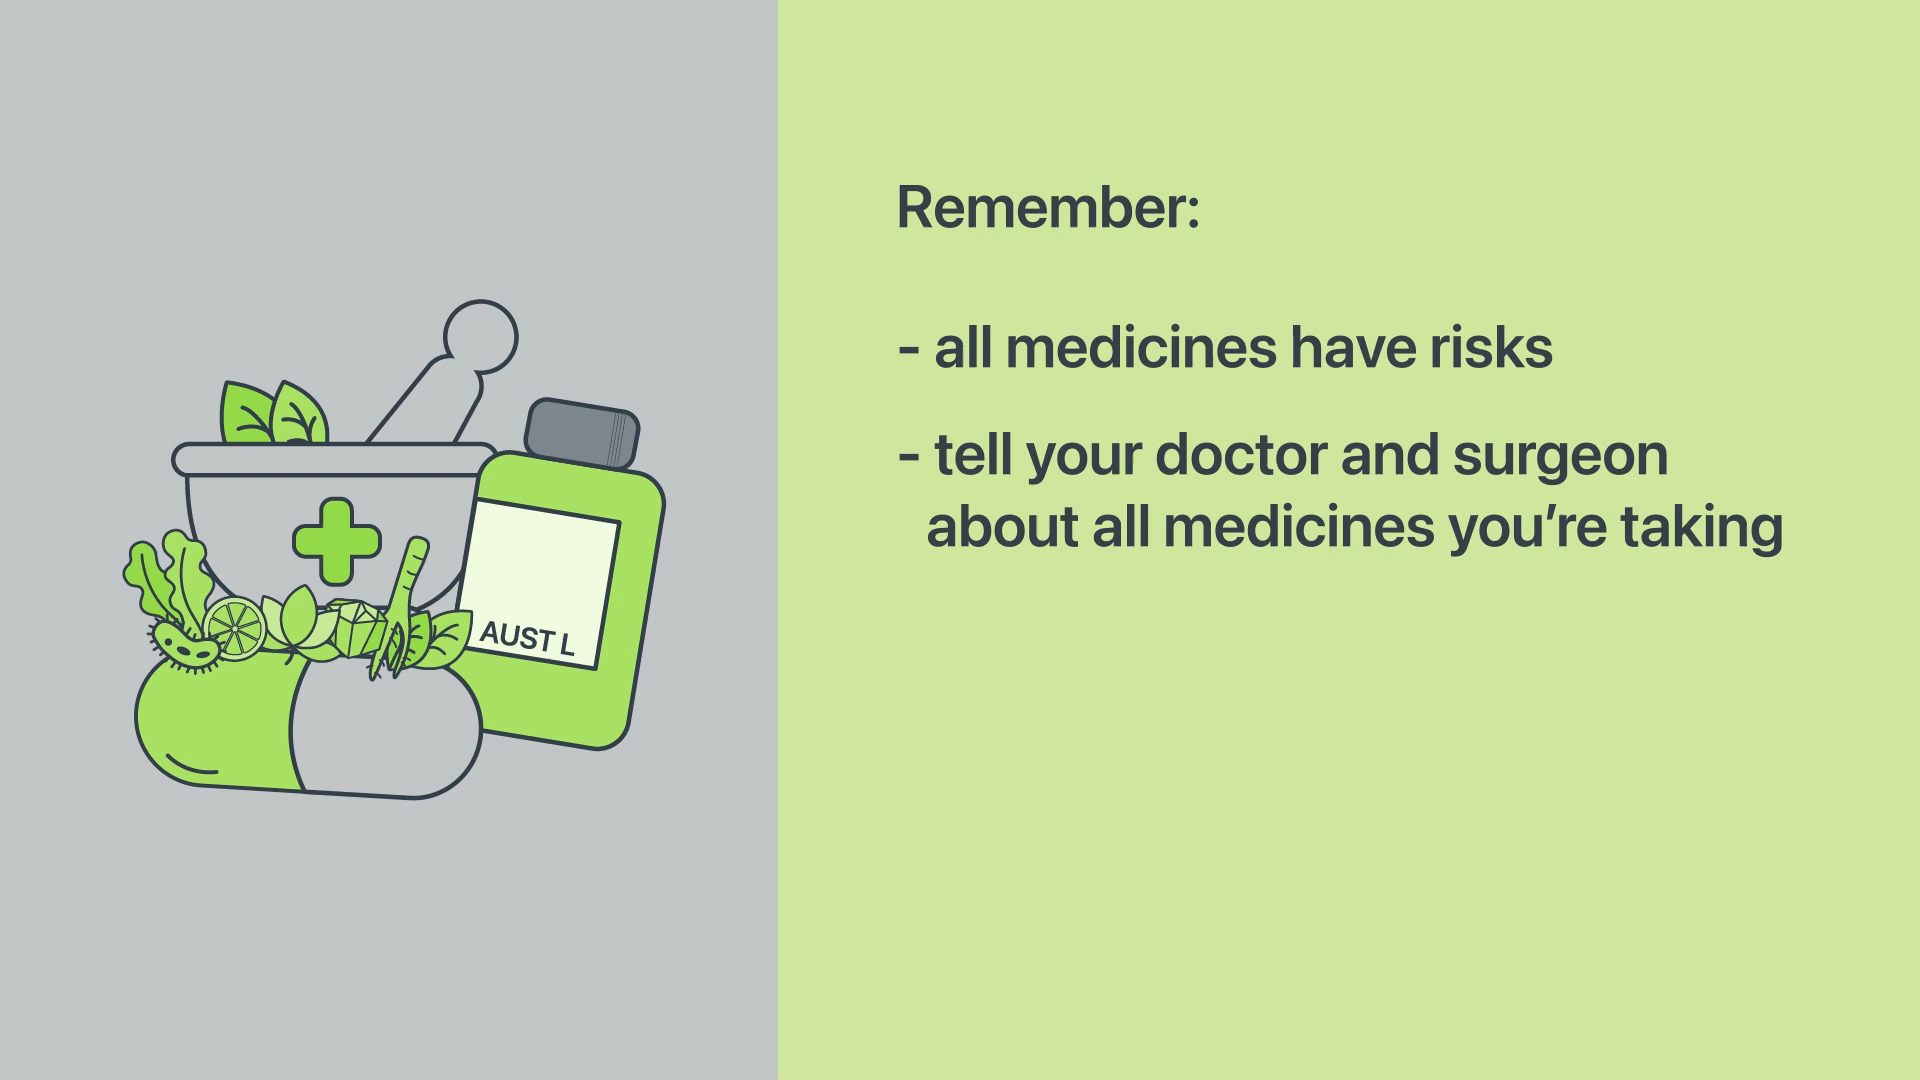 Remember:
- all medicines have risks
- tell your doctor and surgeon
about all medicines you’re taking
AUST L